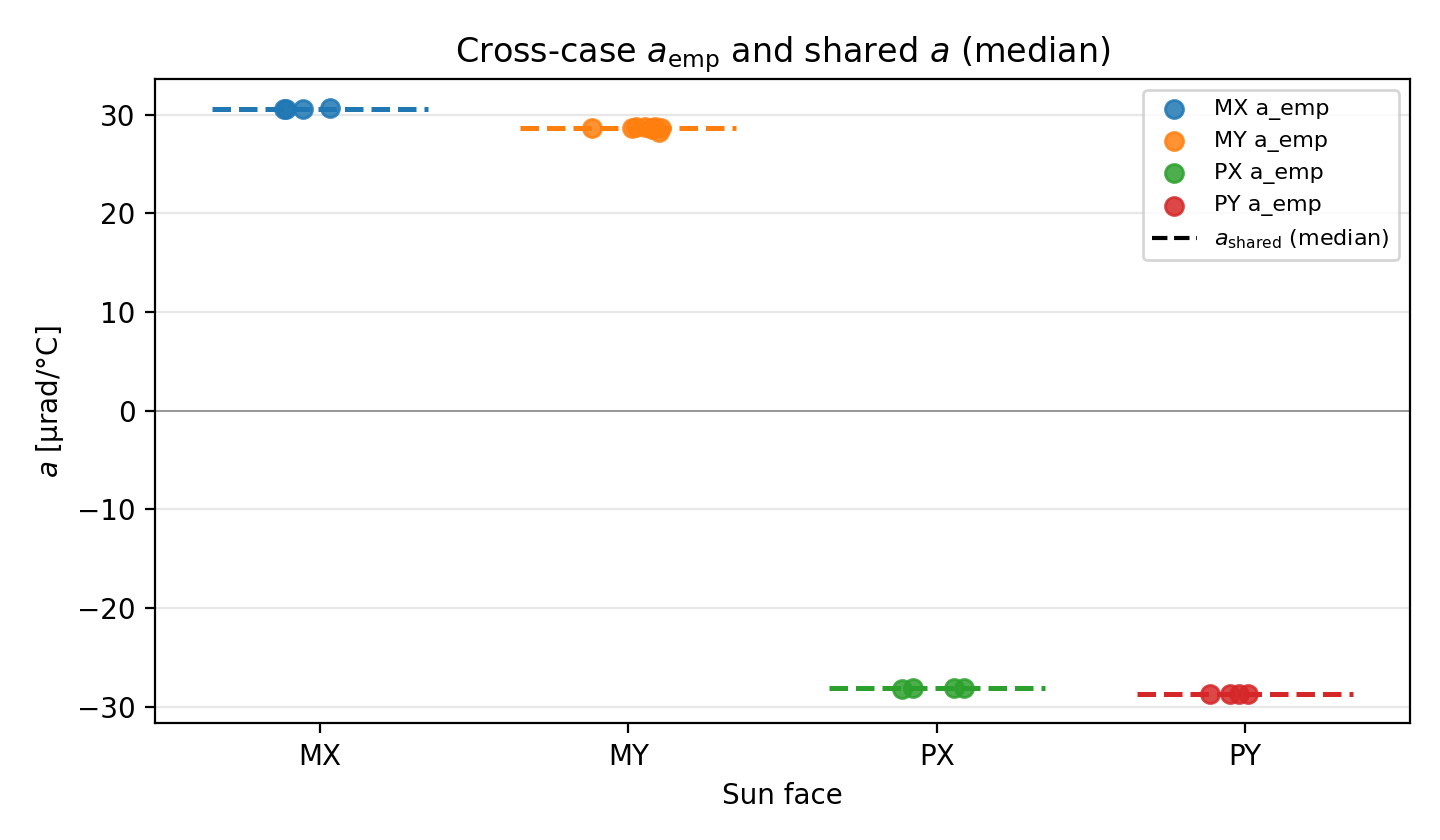 Cross-case a_emp and shared a (median)
30
20
10
0
−10
−20
−30
a [µrad/°C]
MX a_emp
MY a_emp
PX a_emp
PY a_emp
a_shared (median)
MX MY PX PY
Sun face